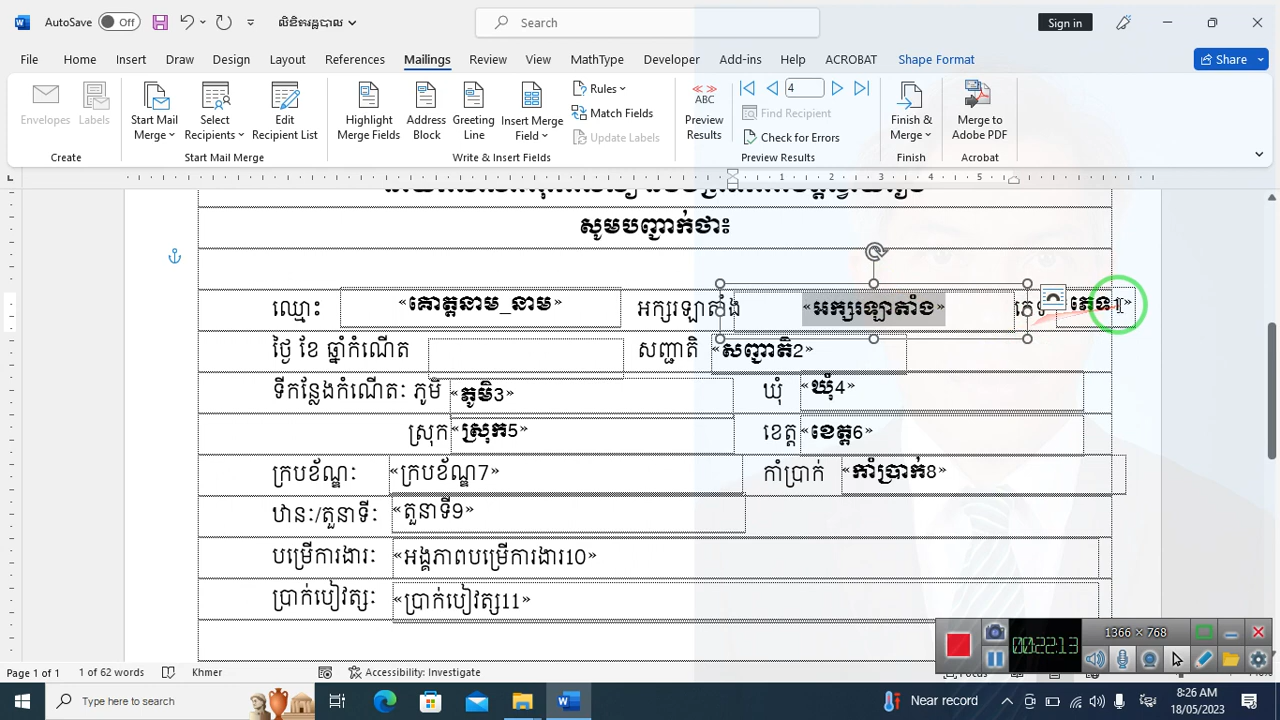 AutoSave Off លិខិតរដ្ឋបាល Search Sign in
File Home Insert Draw Design Layout References Mailings Review View MathType Developer Add-ins Help ACROBAT Shape Format Share
Envelopes Labels Start Mail Merge Select Recipients Edit Recipient List Highlight Merge Fields Address Block Greeting Line Insert Merge Field Rules Match Fields Update Labels Preview Results 4 Find Recipient Check for Errors Finish & Merge Merge to Adobe PDF
Create Start Mail Merge Write & Insert Fields Preview Results Finish Acrobat
1 2 3 4 5
សូមបញ្ជាក់ថា៖
ឈ្មោះ «គោត្តនាម_នាម» អក្សរឡាតាំង «អក្សរឡាតាំង» ភេទ «ភេទ1»
ថ្ងៃ ខែ ឆ្នាំកំណើត សញ្ជាតិ «សញ្ជាតិ2»
ទីកន្លែងកំណើតៈ ភូមិ «ភូមិ3» ឃុំ «ឃុំ4»
ស្រុក «ស្រុក5» ខេត្ត «ខេត្ត6»
ក្របខ័ណ្ឌៈ «ក្របខ័ណ្ឌ7» កាំប្រាក់ «កាំប្រាក់8»
ឋានៈ/តួនាទីៈ «តួនាទី9»
បម្រើការងារៈ «អង្គភាពបម្រើការងារ10»
ប្រាក់បៀវត្សៈ «ប្រាក់បៀវត្ស11»
1366 × 768
00:22:13
Page 1 of 1 1 of 62 words Khmer Accessibility: Investigate
Type here to search Near record 8:26 AM
18/05/2023